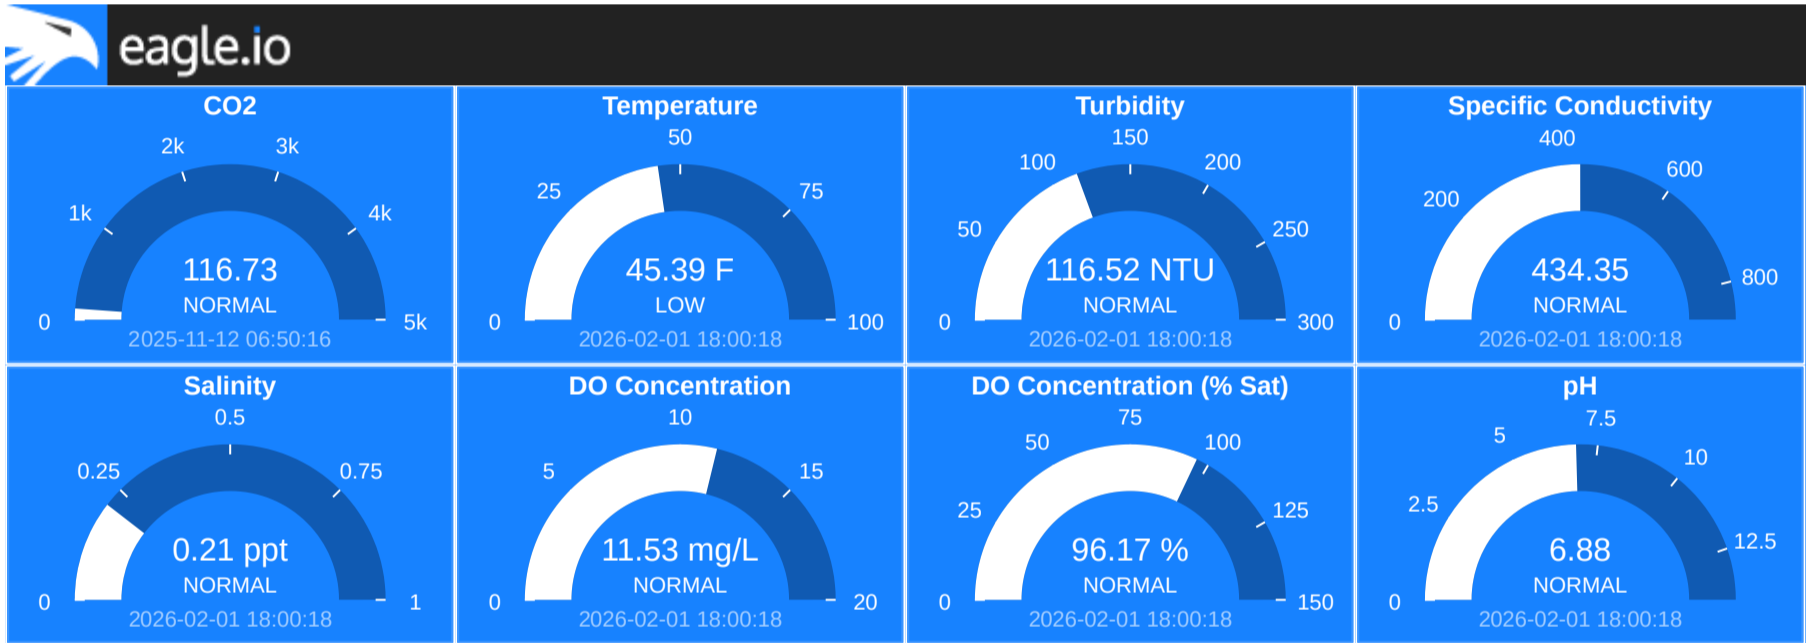 eagle.io
CO2
2k
3k
1k
4k
0
5k
116.73
NORMAL
2025-11-12 06:50:16
Temperature
50
25
75
0
100
45.39 F
LOW
2026-02-01 18:00:18
Turbidity
150
100
200
50
250
0
300
116.52 NTU
NORMAL
2026-02-01 18:00:18
Specific Conductivity
400
600
200
800
0
434.35
NORMAL
2026-02-01 18:00:18
Salinity
0.5
0.25
0.75
0
1
0.21 ppt
NORMAL
2026-02-01 18:00:18
DO Concentration
10
5
15
0
20
11.53 mg/L
NORMAL
2026-02-01 18:00:18
DO Concentration (% Sat)
75
50
100
25
125
0
150
96.17 %
NORMAL
2026-02-01 18:00:18
pH
7.5
5
10
2.5
12.5
0
6.88
NORMAL
2026-02-01 18:00:18